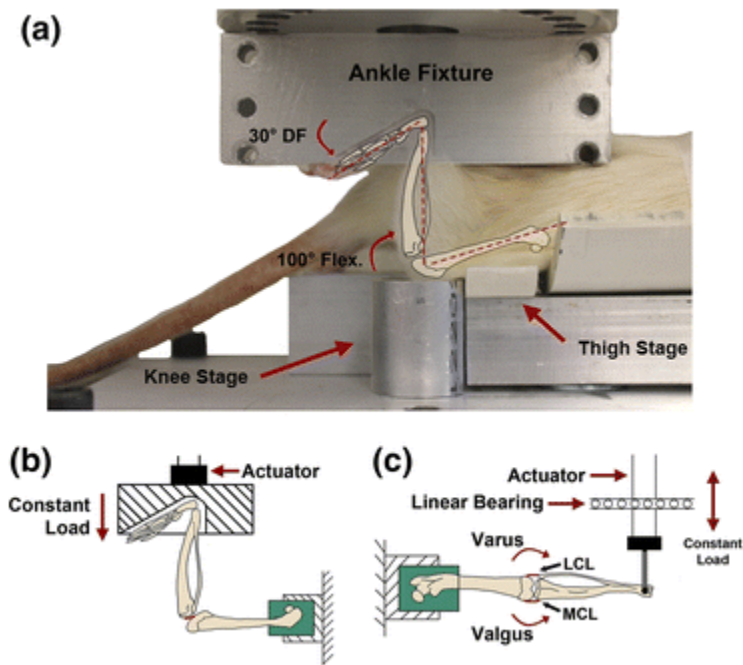 (a)
Ankle Fixture
30° DF
100° Flex.
Thigh Stage
Knee Stage
(b)
Actuator
Constant
Load
(c)
Actuator
Linear Bearing
Constant
Load
Varus
LCL
MCL
Valgus